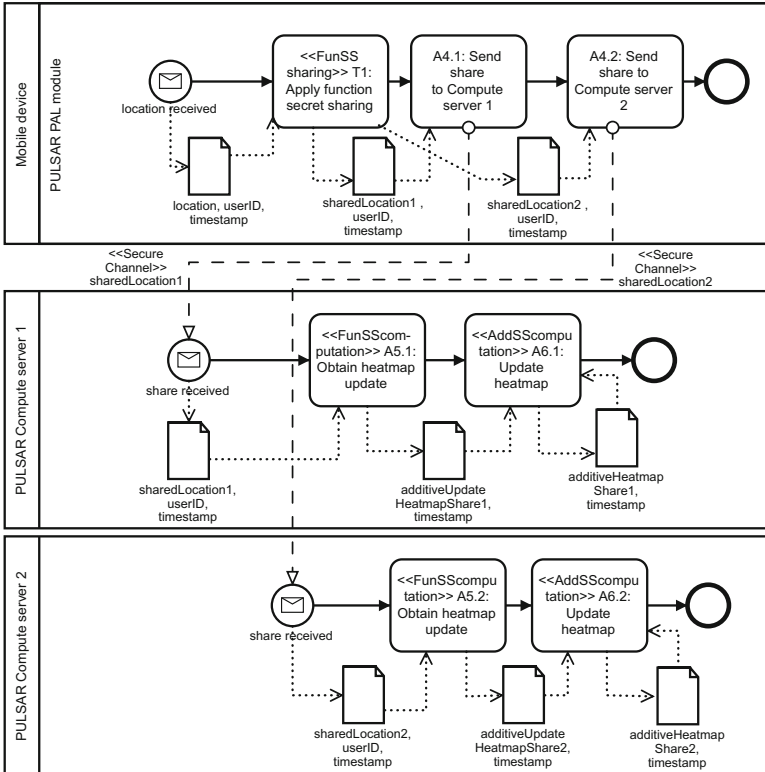 Mobile device
PULSAR PAL module
location received
<<FunSS
sharing>> T1:
Apply function
secret sharing
A4.1: Send
share
to Compute
server 1
A4.2: Send
share to
Compute server
2
location, userID,
timestamp
sharedLocation1 ,
userID,
timestamp
sharedLocation2 ,
userID,
timestamp
<<Secure
Channel>>
sharedLocation1
<<Secure
Channel>>
sharedLocation2
PULSAR Compute server 1
share received
<<FunSScom-
putation>> A5.1:
Obtain heatmap
update
<<AddSScompu
tation>> A6.1:
Update
heatmap
sharedLocation1,
userID,
timestamp
additiveUpdate
HeatmapShare1,
timestamp
additiveHeatmap
Share1,
timestamp
PULSAR Compute server 2
share received
<<FunSScompu
tation>> A5.2:
Obtain heatmap
update
<<AddSScompu
tation>> A6.2:
Update
heatmap
sharedLocation2,
userID,
timestamp
additiveUpdate
HeatmapShare2,
timestamp
additiveHeatmap
Share2,
timestamp